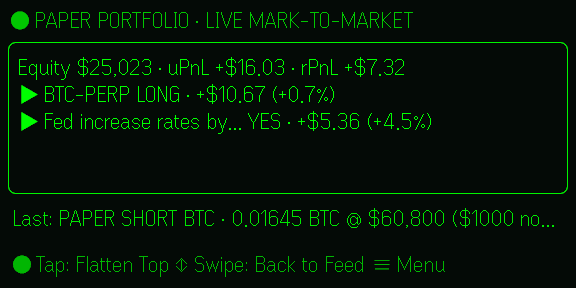 ● PAPER PORTFOLIO · LIVE MARK-TO-MARKET
Equity $25,023 · uPnL +$16.03 · rPnL +$7.32
▶ BTC-PERP LONG · +$10.67 (+0.7%)
▶ Fed increase rates by... YES · +$5.36 (+4.5%)
Last: PAPER SHORT BTC · 0.01645 BTC @ $60,800 ($1000 no...
● Tap: Flatten Top ↕ Swipe: Back to Feed ☰ Menu